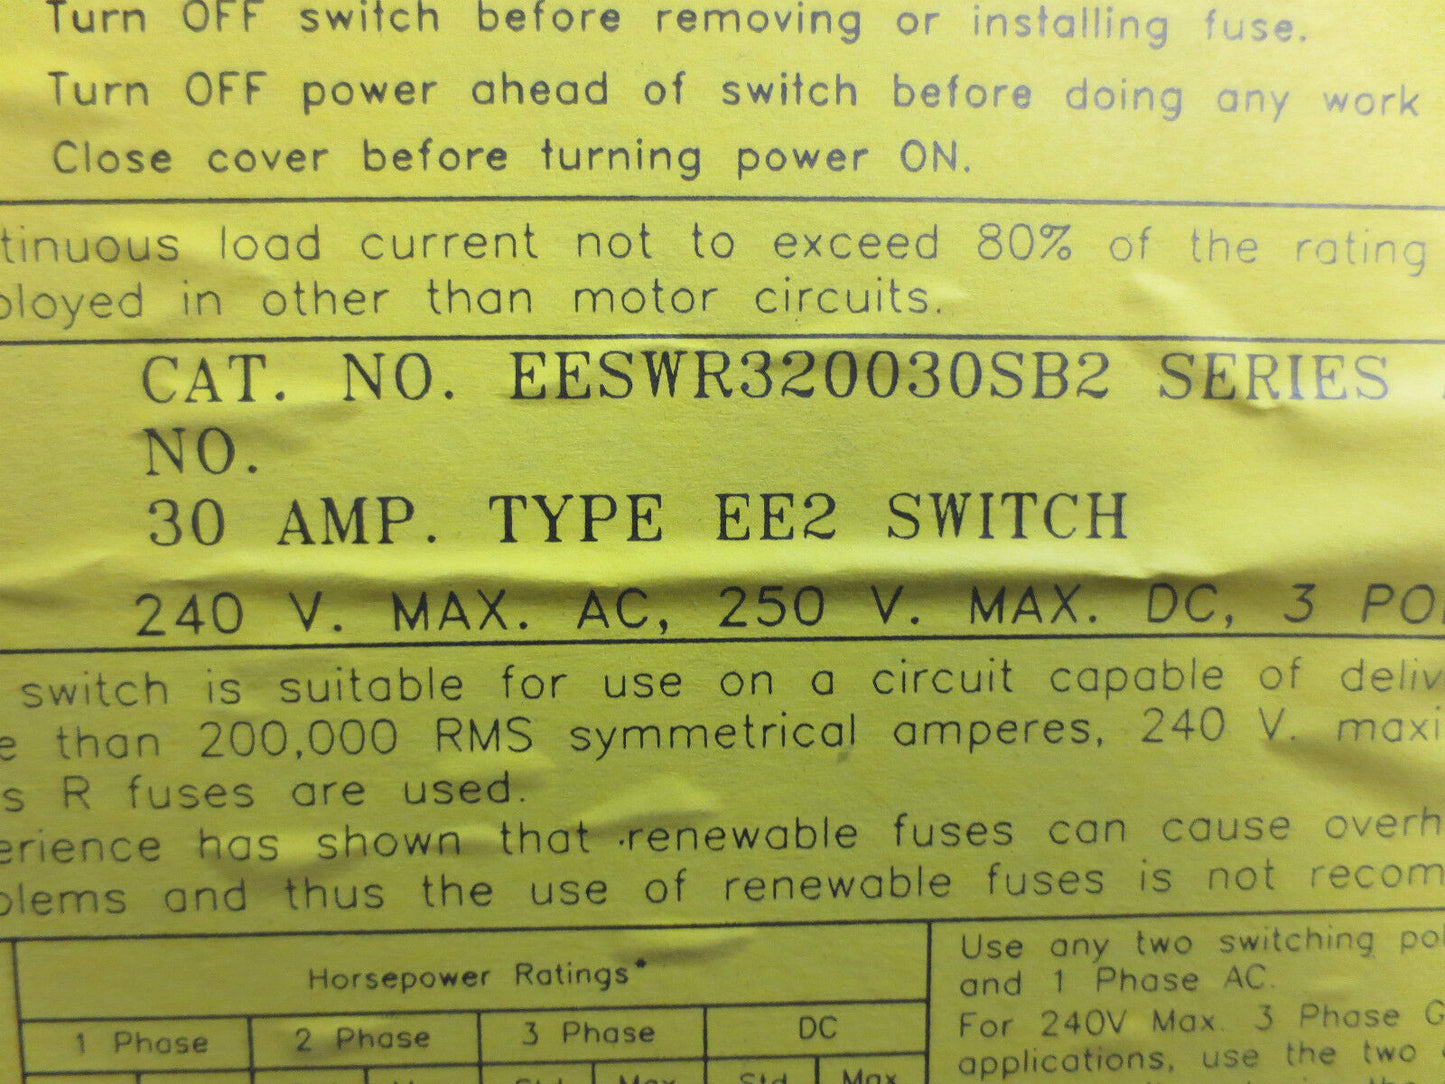 Turn OFF switch before removing or installing fuse.
Turn OFF power ahead of switch before doing any work
Close cover before turning power ON.
tinuous load current not to exceed 80% of the rating
ployed in other than motor circuits.
CAT. NO. EESWR320030SB2 SERIES
NO.
30 AMP. TYPE EE2 SWITCH
240 V. MAX. AC, 250 V. MAX. DC, 3 PO
switch is suitable for use on a circuit capable of deliv
e than 200,000 RMS symmetrical amperes, 240 V. maxi
s R fuses are used.
erience has shown that renewable fuses can cause overh
blems and thus the use of renewable fuses is not recom
Horsepower Ratings*
1 Phase 2 Phase 3 Phase DC
Std. Max. Std. Max.
Use any two switching po
and 1 Phase AC.
For 240V Max. 3 Phase G
applications, use the two